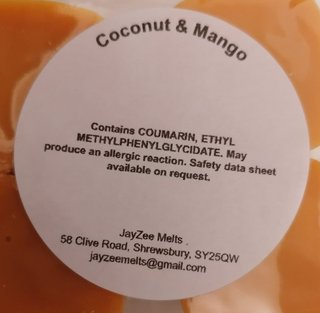 Coconut & Mango
Contains COUMARIN, ETHYL
METHYLPHENYLGLYCIDATE. May
produce an allergic reaction. Safety data sheet
available on request.
JayZee Melts .
58 Clive Road, Shrewsbury, SY25QW
jayzeemelts@gmail.com